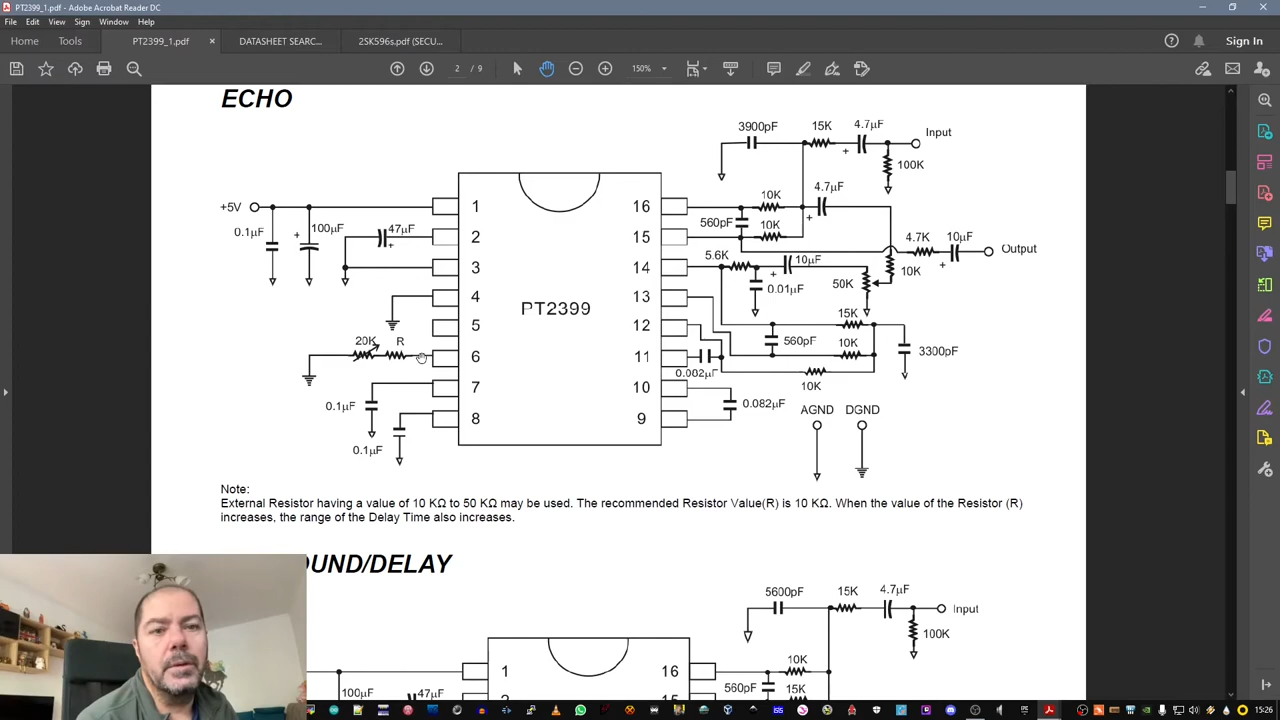 PT2399_1.pdf - Adobe Acrobat Reader DC
File Edit View Sign Window Help
Home Tools PT2399_1.pdf × DATASHEET SEARC... 2SK596s.pdf (SECU... Sign In
2 / 9 150%
ECHO
3900pF 15K 4.7µF Input
100K
+5V 0.1µF + 100µF 47µF +
1 2 3 4 5 6 7 8
PT2399
16 15 14 13 12 11 10 9
10K 4.7µF +
560pF 10K
5.6K 10µF +
0.01µF 50K 10K
4.7K 10µF + Output
15K
560pF 10K 3300pF
0.082µF 10K
0.082µF
AGND DGND
20K R
0.1µF
0.1µF
Note:
External Resistor having a value of 10 KΩ to 50 KΩ may be used. The recommended Resistor Value(R) is 10 KΩ. When the value of the Resistor (R)
increases, the range of the Delay Time also increases.
OUND/DELAY
5600pF 15K 4.7µF Input
100K
1 16 10K
100µF 47µF 560pF 15K
15:26